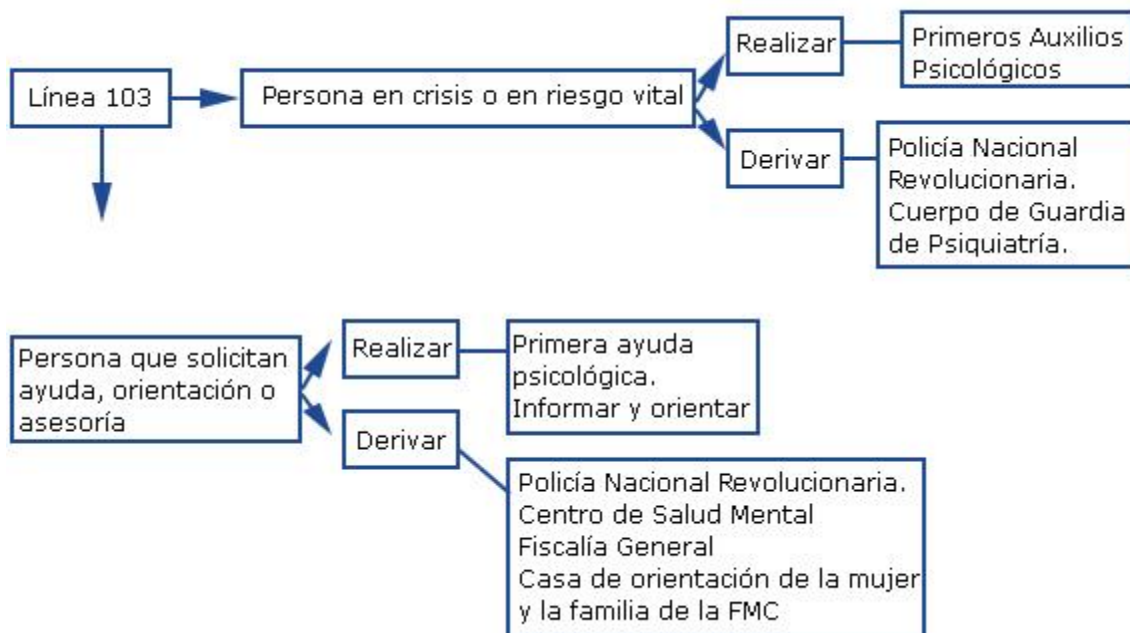 Línea 103
Persona en crisis o en riesgo vital
Realizar
Primeros Auxilios
Psicológicos
Derivar
Policía Nacional
Revolucionaria.
Cuerpo de Guardia
de Psiquiatría.
Persona que solicitan
ayuda, orientación o
asesoría
Realizar
Primera ayuda
psicológica.
Informar y orientar
Derivar
Policía Nacional Revolucionaria.
Centro de Salud Mental
Fiscalía General
Casa de orientación de la mujer
y la familia de la FMC